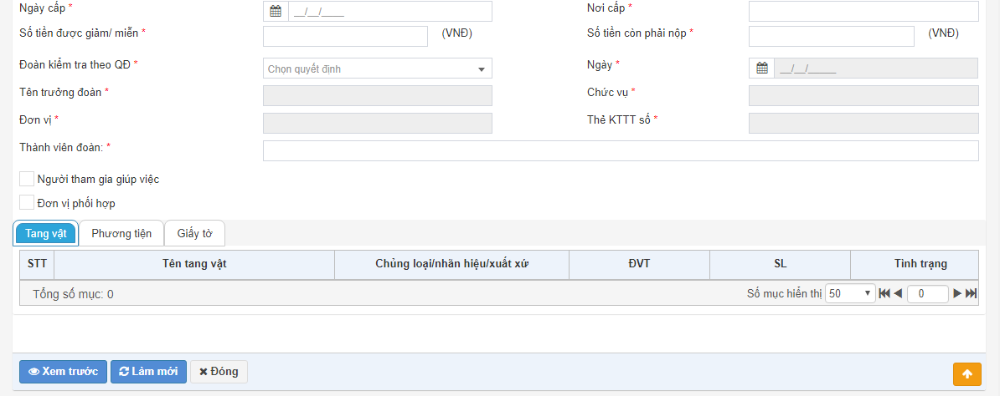 Ngày cấp * __/__/____ Nơi cấp *
Số tiền được giảm/ miễn * (VNĐ) Số tiền còn phải nộp * (VNĐ)
Đoàn kiểm tra theo QĐ * Chọn quyết định Ngày * __/__/_____
Tên trưởng đoàn * Chức vụ *
Đơn vị * Thẻ KTTT số *
Thành viên đoàn: *
Người tham gia giúp việc
Đơn vị phối hợp
Tang vật Phương tiện Giấy tờ
STT Tên tang vật Chủng loại/nhãn hiệu/xuất xứ ĐVT SL Tình trạng
Tổng số mục: 0 Số mục hiển thị 50 0
Xem trước Làm mới Đóng